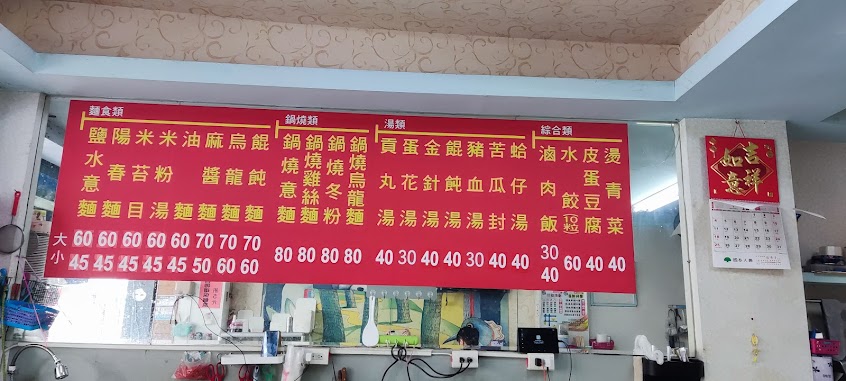 麵食類
鹽水意麵
陽春麵
米苔目
米粉湯
油麵
麻醬麵
烏龍麵
餛飩麵
大 60 60 60 60 60 70 70 70
小 45 45 45 45 45 50 60 60
鍋燒類
鍋燒意麵
鍋燒雞絲麵
鍋燒冬粉
鍋燒烏龍麵
80 80 80 80
湯類
貢丸湯
蛋花湯
金針湯
餛飩湯
豬血湯
苦瓜封
蛤仔湯
40 30 40 40 30 40 40
綜合類
滷肉飯
水餃10粒
皮蛋豆腐
燙青菜
30
40
60 40 40
吉祥
如意